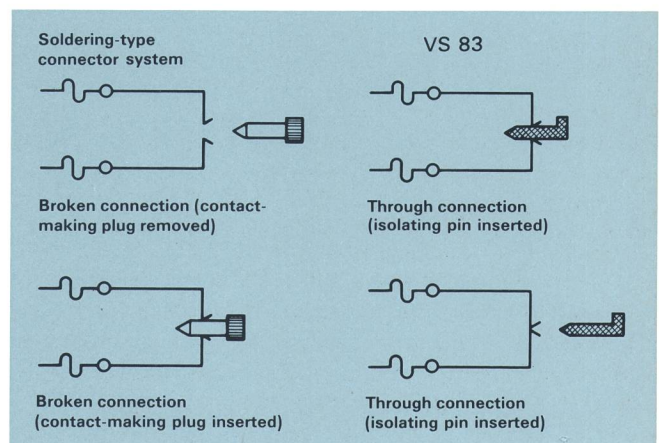 Soldering-type
connector system
VS 83
Broken connection (contact-
making plug removed)
Through connection
(isolating pin inserted)
Broken connection
(contact-making plug inserted)
Through connection
(isolating pin inserted)